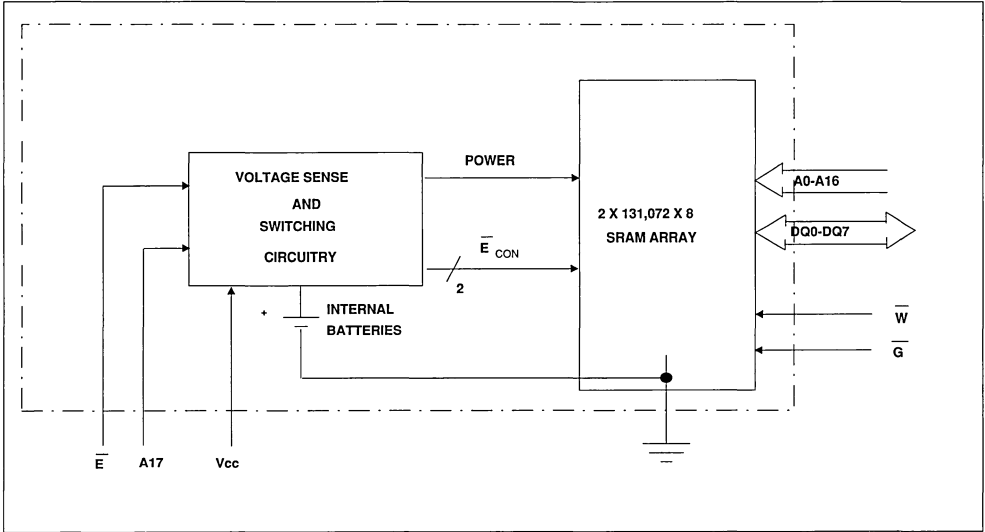 VOLTAGE SENSE
AND
SWITCHING
CIRCUITRY
POWER
E̅ CON
2
+
INTERNAL
BATTERIES
2 X 131,072 X 8
SRAM ARRAY
A0-A16
DQ0-DQ7
W̅
G̅
E̅
A17
Vcc